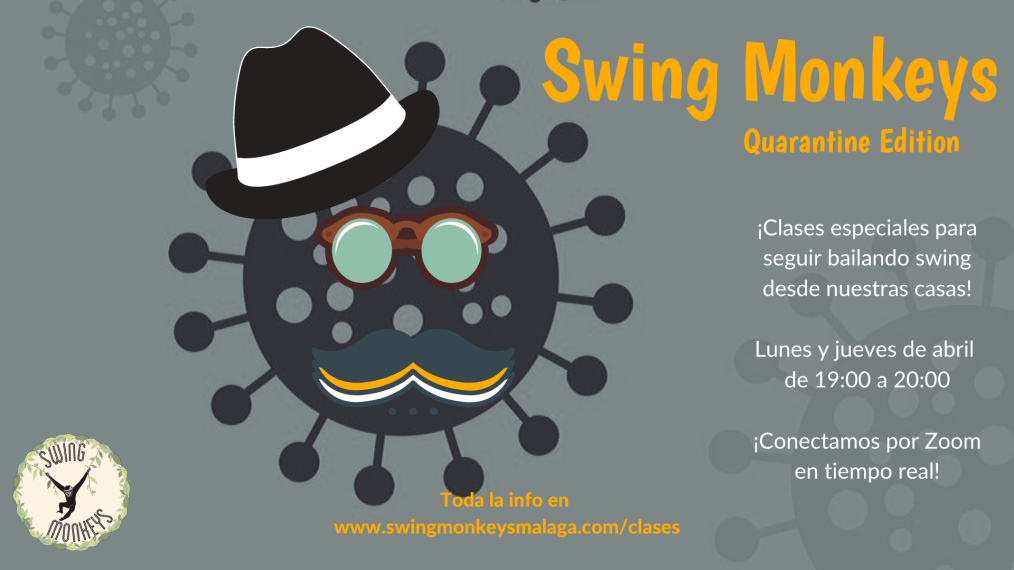 Swing Monkeys
Quarantine Edition
¡Clases especiales para
seguir bailando swing
desde nuestras casas!
Lunes y jueves de abril
de 19:00 a 20:00
¡Conectamos por Zoom
en tiempo real!
Toda la info en
www.swingmonkeysmalaga.com/clases
SWING
MONKEYS